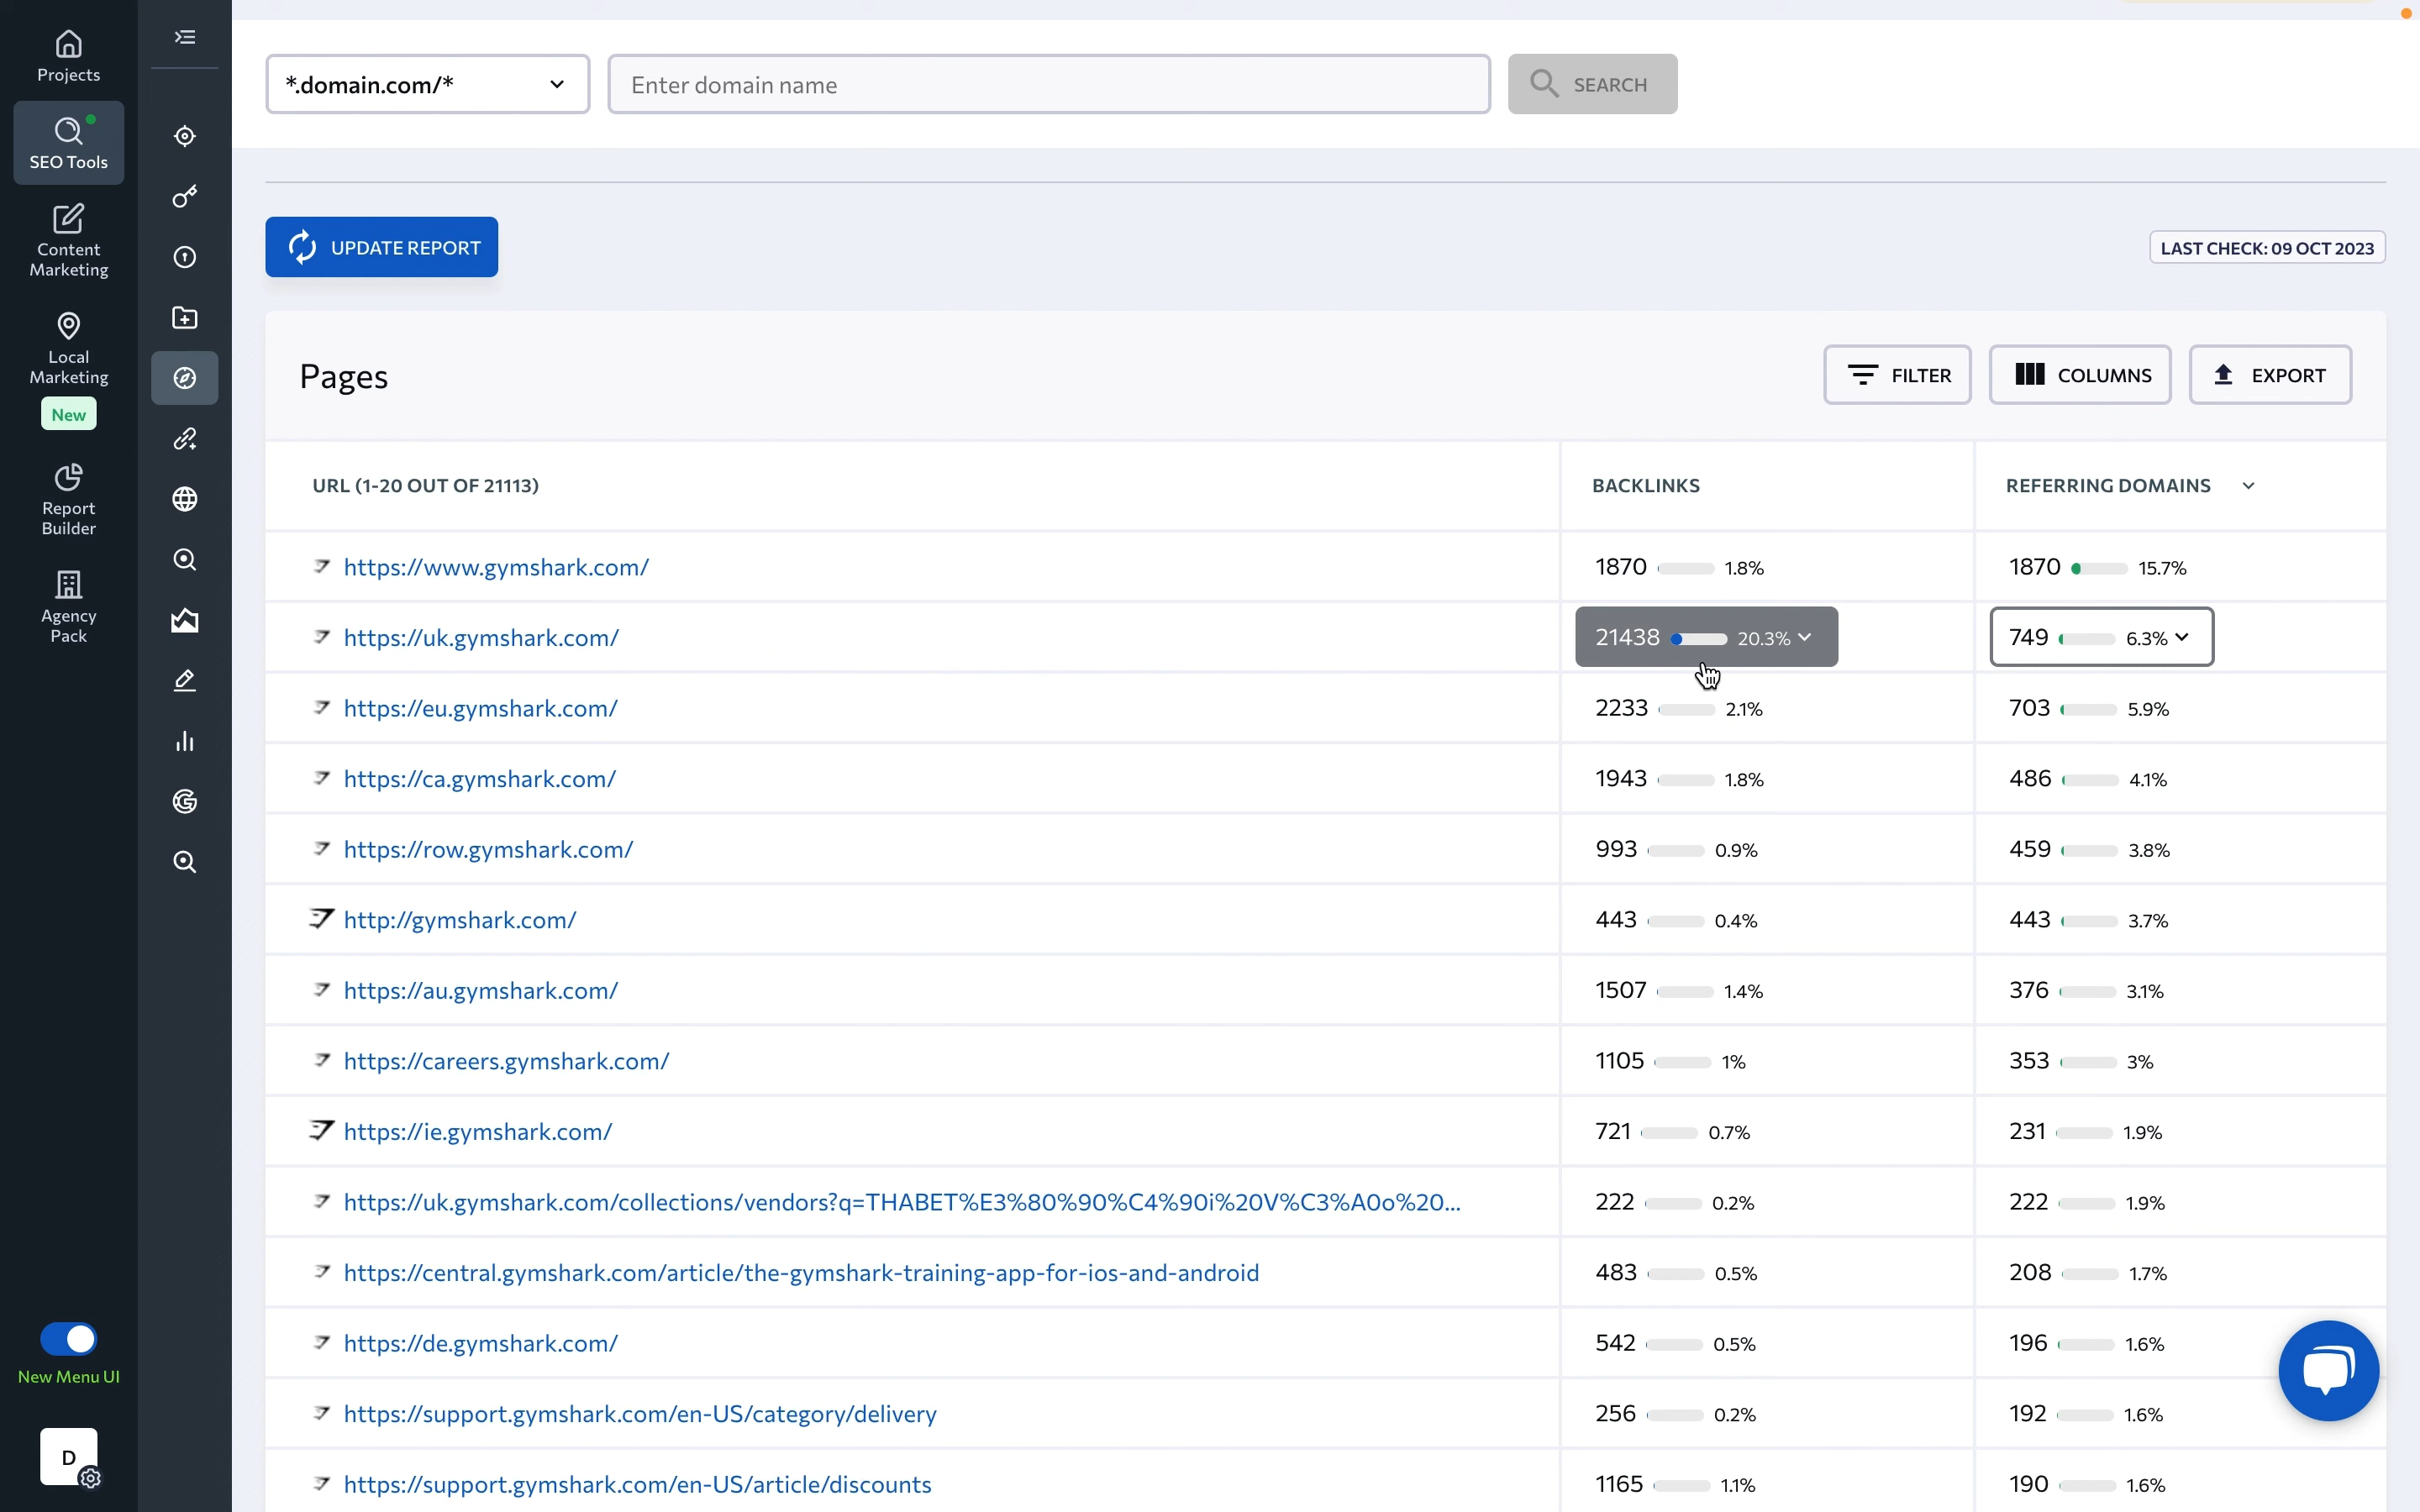 Projects
SEO Tools
Content
Marketing
Local
Marketing
New
Report
Builder
Agency
Pack
New Menu UI
D
*.domain.com/*
Enter domain name
SEARCH
UPDATE REPORT
LAST CHECK: 09 OCT 2023
Pages
FILTER
COLUMNS
EXPORT
URL (1-20 OUT OF 21113) BACKLINKS REFERRING DOMAINS
https://www.gymshark.com/ 1870 1.8% 1870 15.7%
https://uk.gymshark.com/ 21438 20.3% 749 6.3%
https://eu.gymshark.com/ 2233 2.1% 703 5.9%
https://ca.gymshark.com/ 1943 1.8% 486 4.1%
https://row.gymshark.com/ 993 0.9% 459 3.8%
http://gymshark.com/ 443 0.4% 443 3.7%
https://au.gymshark.com/ 1507 1.4% 376 3.1%
https://careers.gymshark.com/ 1105 1% 353 3%
https://ie.gymshark.com/ 721 0.7% 231 1.9%
https://uk.gymshark.com/collections/vendors?q=THABET%E3%80%90%C4%90i%20V%C3%A0o%20... 222 0.2% 222 1.9%
https://central.gymshark.com/article/the-gymshark-training-app-for-ios-and-android 483 0.5% 208 1.7%
https://de.gymshark.com/ 542 0.5% 196 1.6%
https://support.gymshark.com/en-US/category/delivery 256 0.2% 192 1.6%
https://support.gymshark.com/en-US/article/discounts 1165 1.1% 190 1.6%